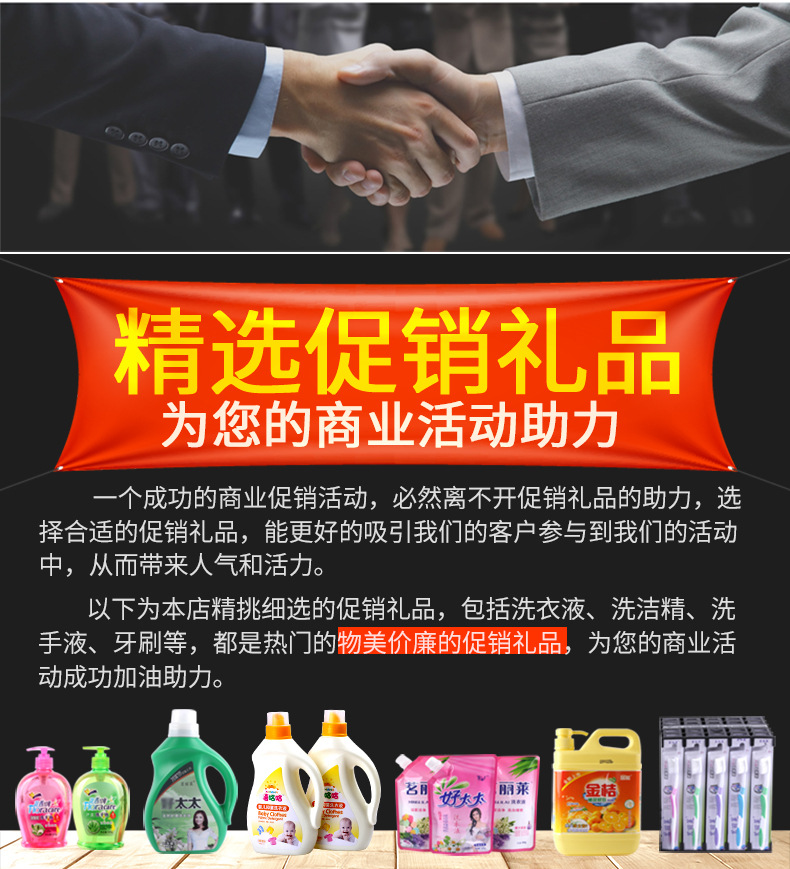 精选促销礼品
为您的商业活动助力
一个成功的商业促销活动，必然离不开促销礼品的助力，选
择合适的促销礼品，能更好的吸引我们的客户参与到我们的活动
中，从而带来人气和活力。
以下为本店精挑细选的促销礼品，包括洗衣液、洗洁精、洗
手液、牙刷等，都是热门的物美价廉的促销礼品，为您的商业活
动成功加油助力。
太太
Baby Clothes
茗丽
丽莱
好太太
金桔